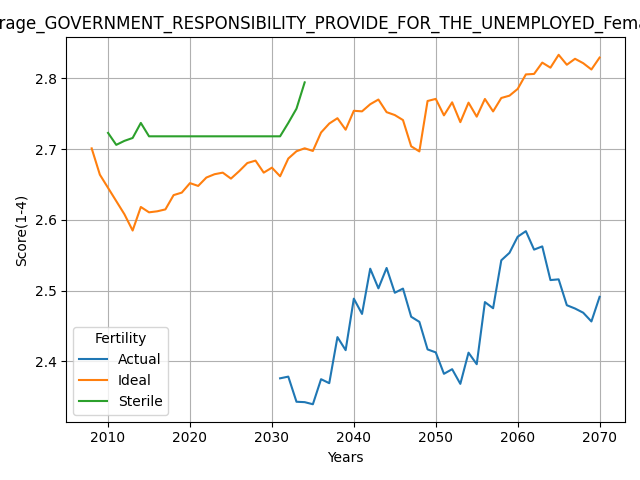 rage_GOVERNMENT_RESPONSIBILITY_PROVIDE_FOR_THE_UNEMPLOYED_Fema
Score(1-4)
2.8
2.7
2.6
2.5
2.4
Fertility
Actual
Ideal
Sterile
2010 2020 2030 2040 2050 2060 2070
Years